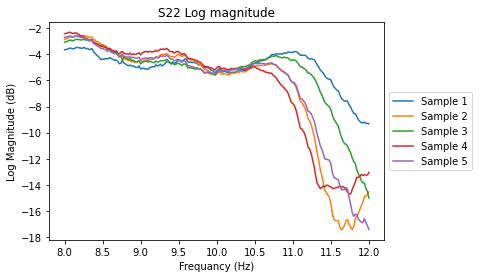 S22 Log magnitude
Log Magnitude (dB)
−2
−4
−6
−8
−10
−12
−14
−16
−18
8.0 8.5 9.0 9.5 10.0 10.5 11.0 11.5 12.0
Frequancy (Hz)
Sample 1
Sample 2
Sample 3
Sample 4
Sample 5